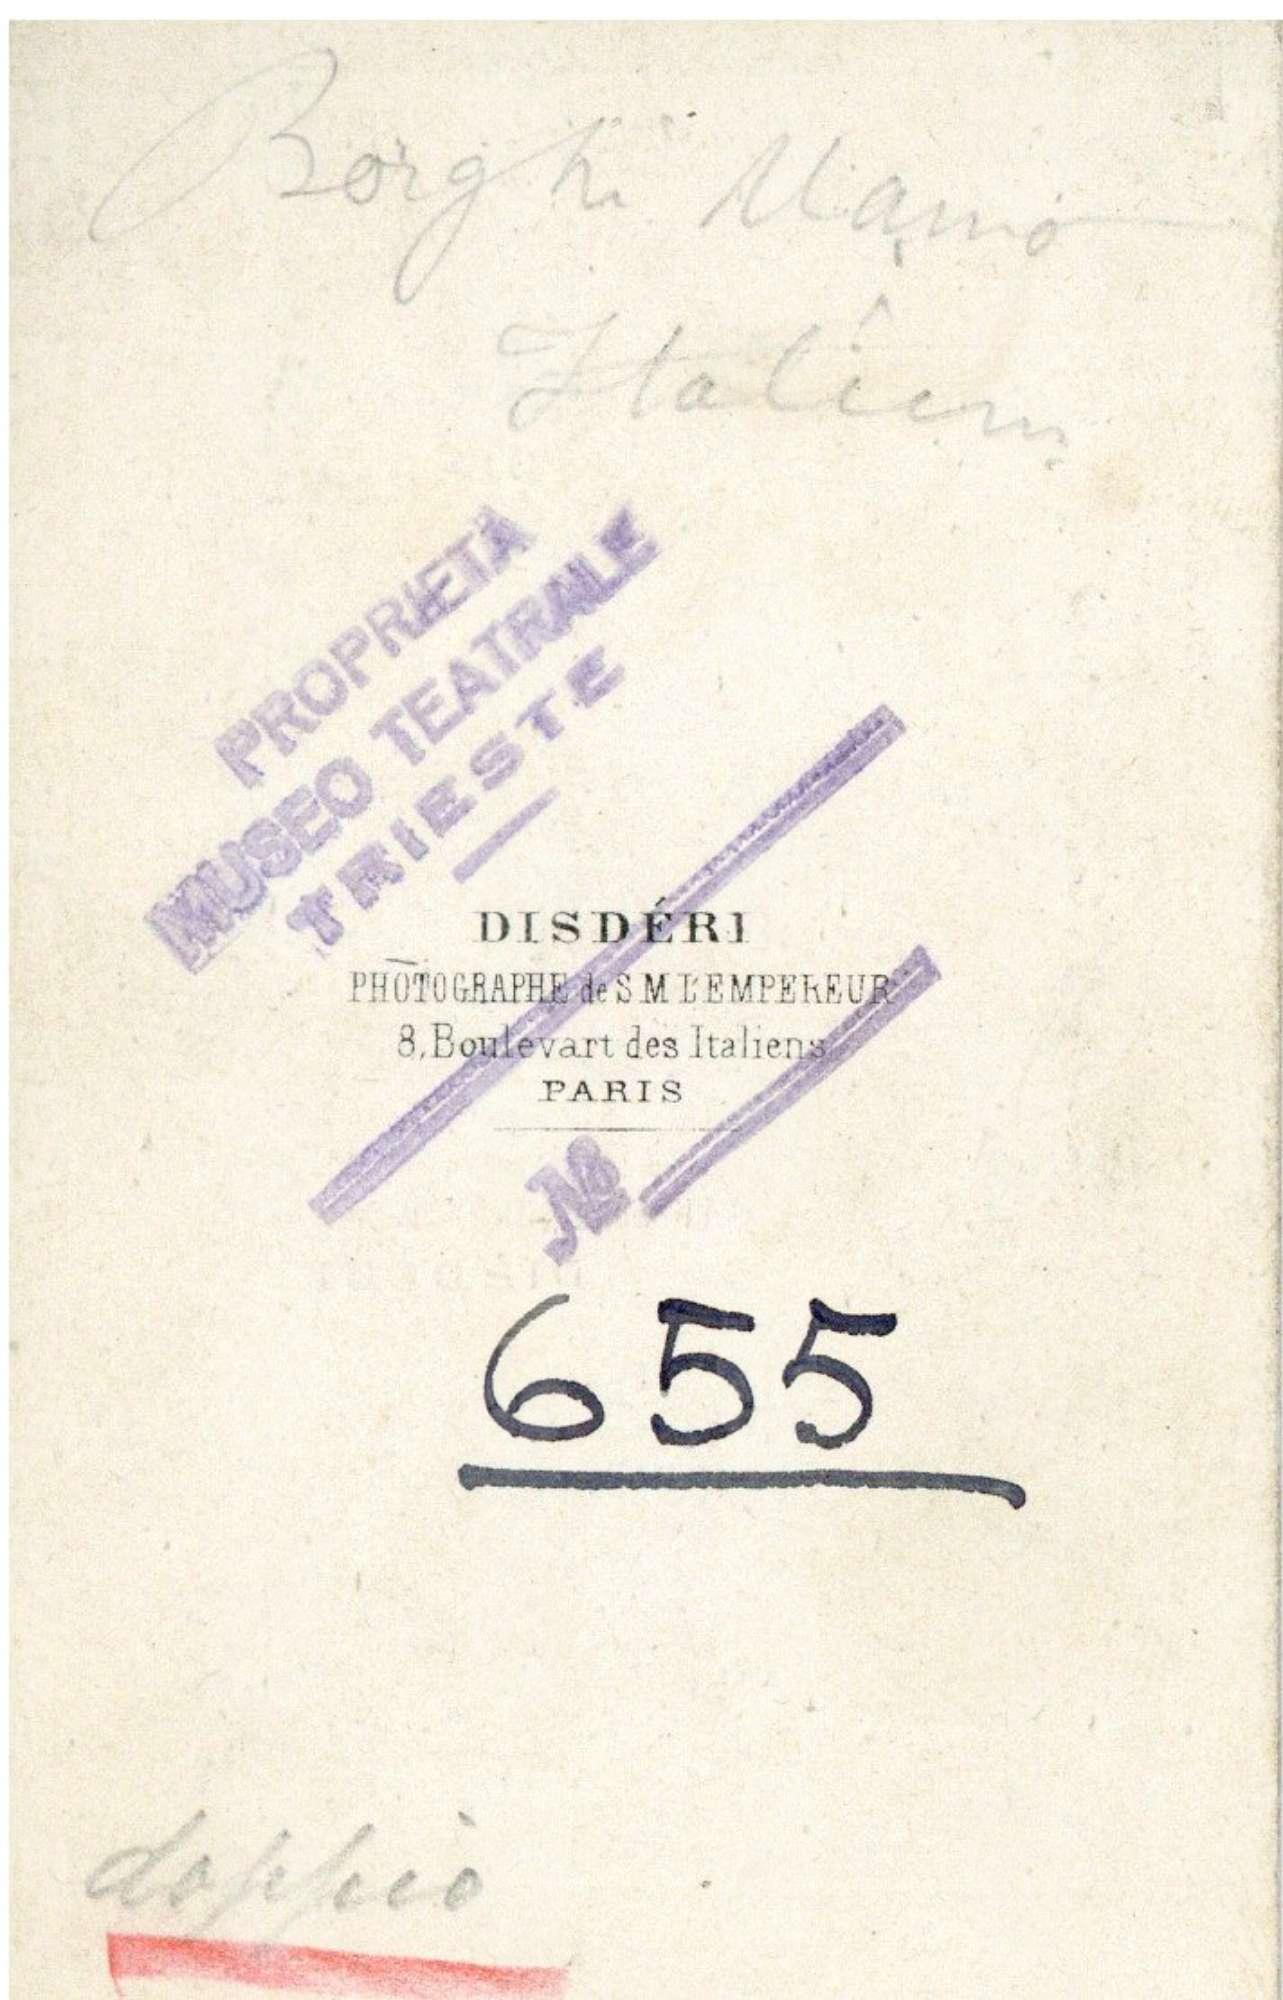 Borghi Mamo
Italiens
PROPRIETÀ
MUSEO TEATRALE
TRIESTE
DISDÉRI
PHOTOGRAPHE de S M L'EMPEREUR
8, Boulevart des Italiens
PARIS
№
655
doppio